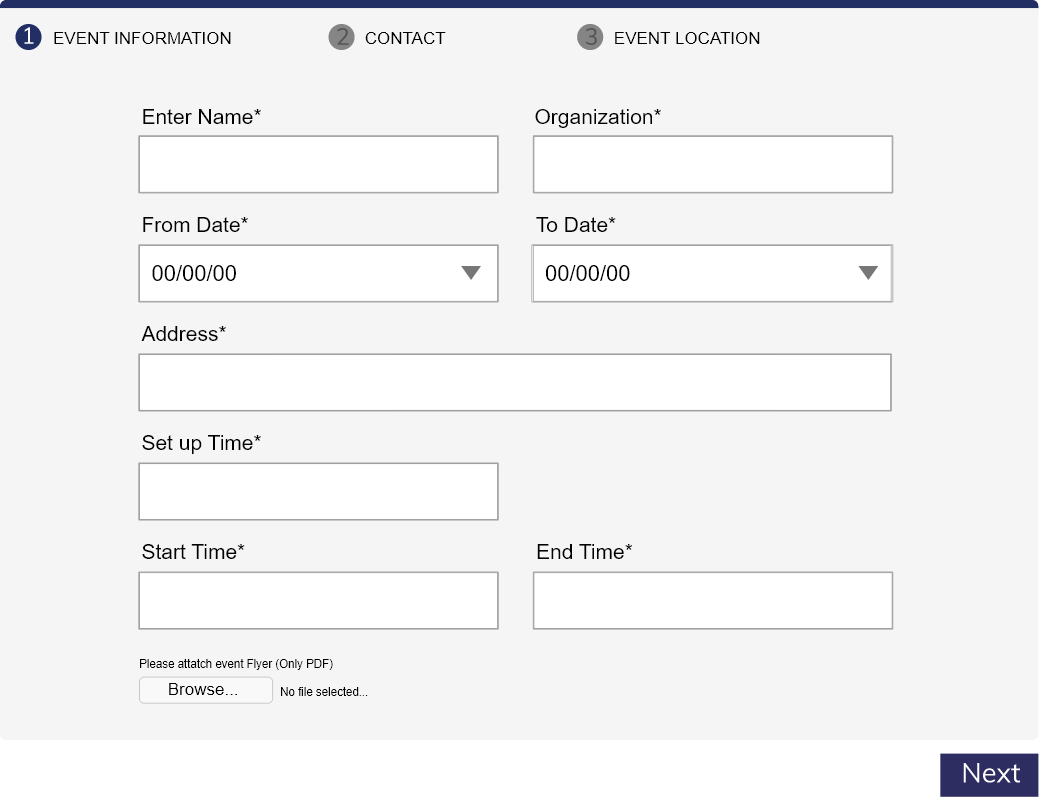 1 EVENT INFORMATION 2 CONTACT 3 EVENT LOCATION
Enter Name* Organization*
From Date* To Date*
00/00/00 00/00/00
Address*
Set up Time*
Start Time* End Time*
Please attatch event Flyer (Only PDF)
Browse... No file selected...
Next